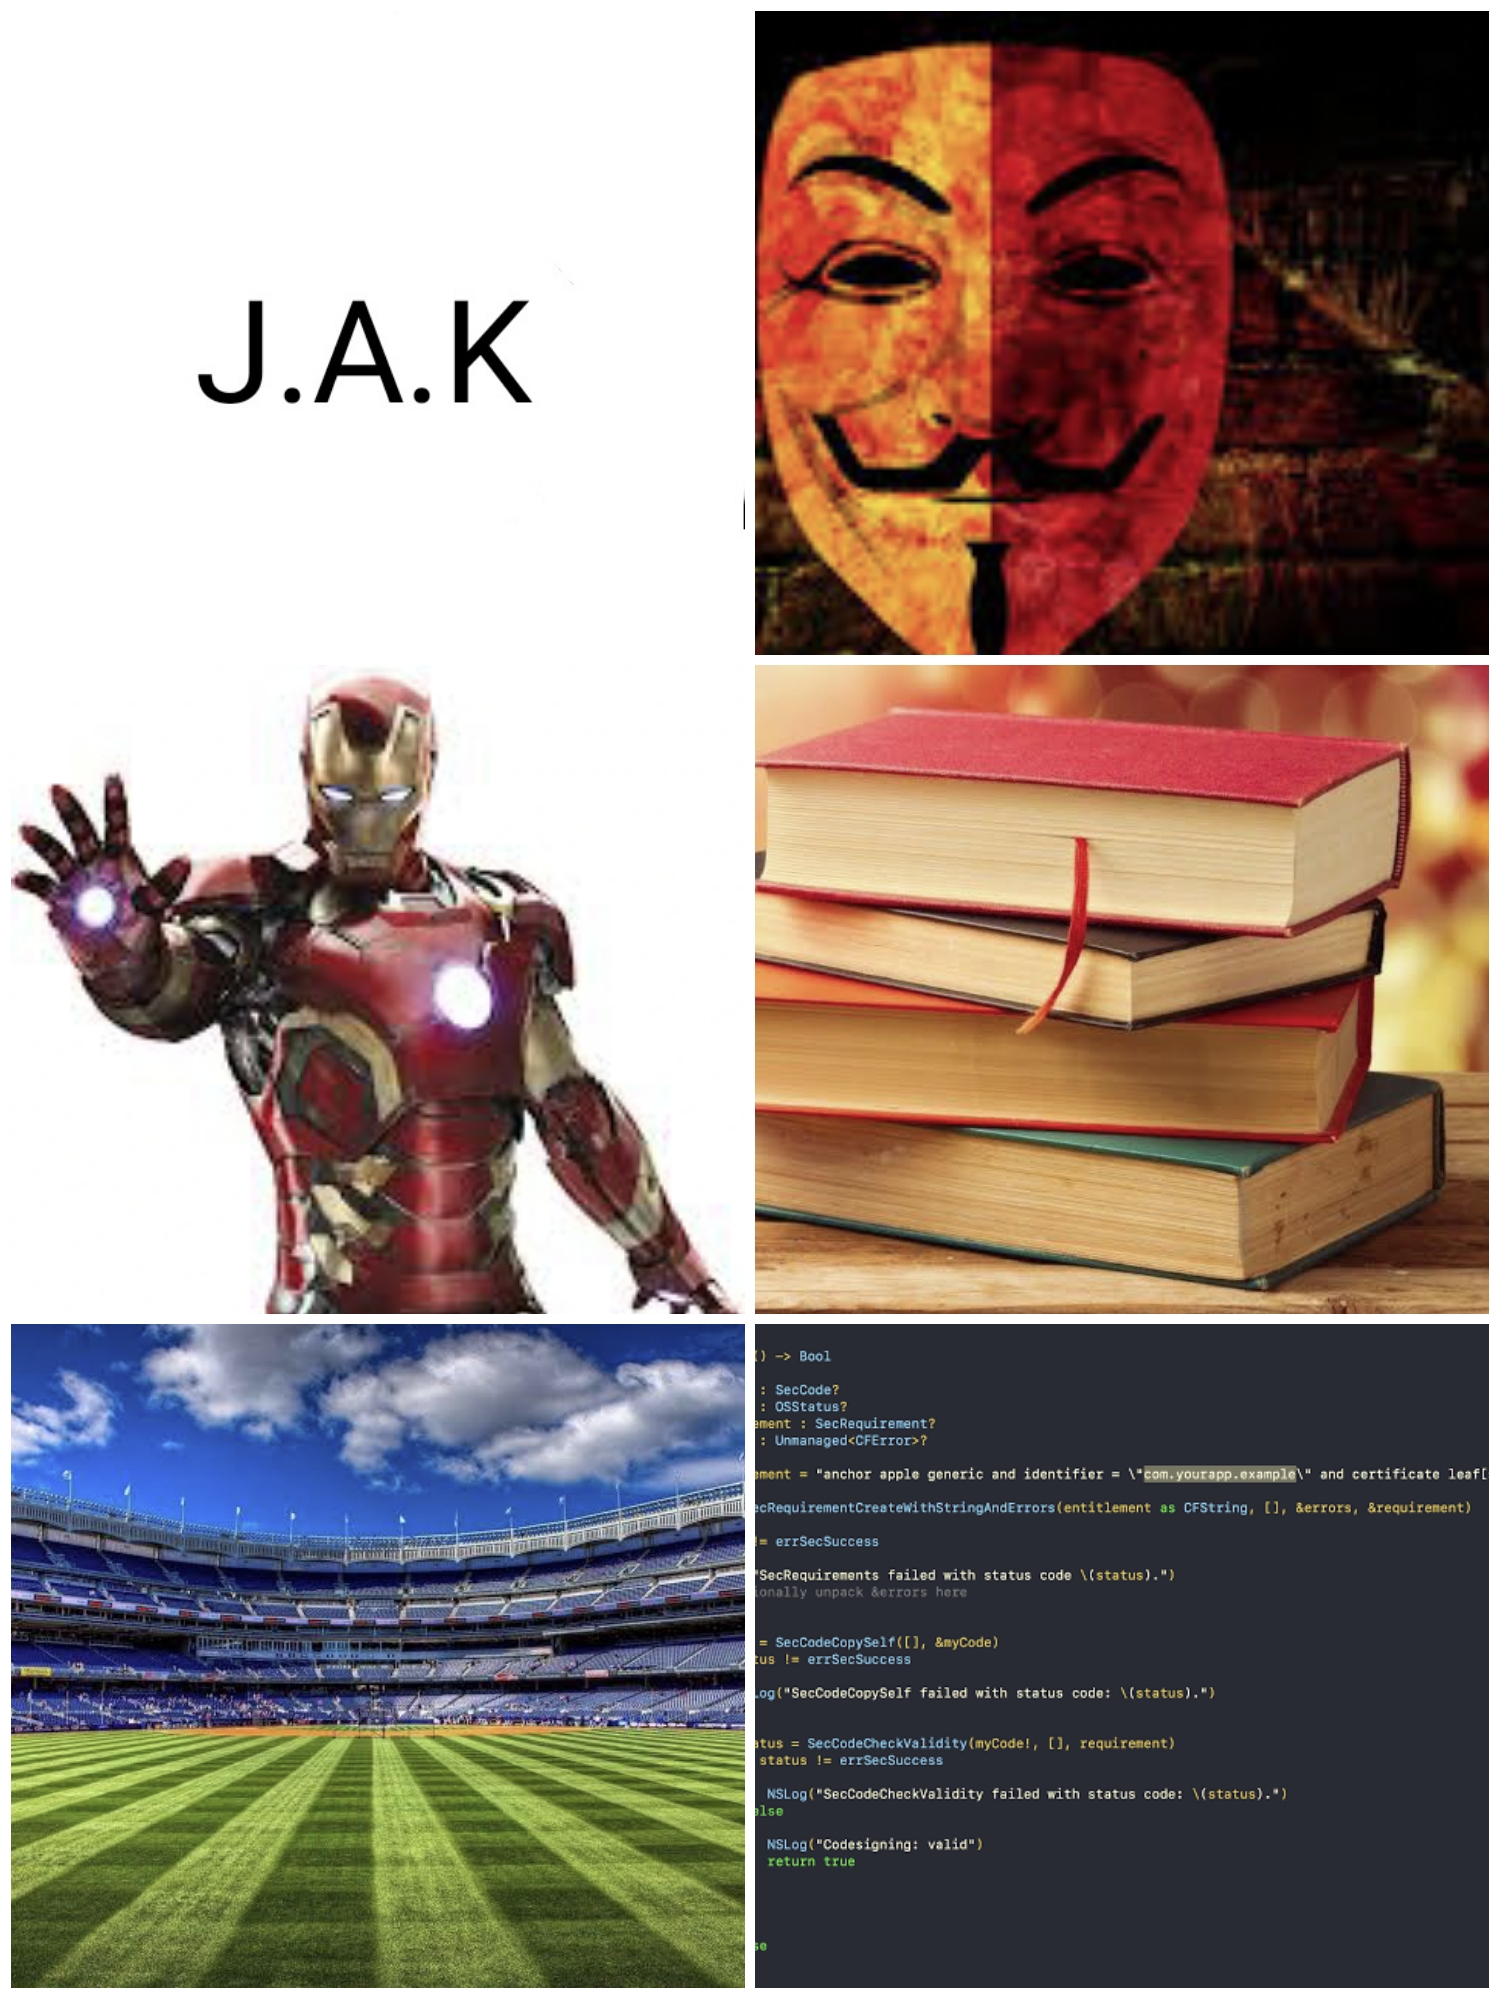 J.A.K
() -> Bool
: SecCode?
: OSStatus?
ement : SecRequirement?
: Unmanaged<CFError>?
ement = "anchor apple generic and identifier = \"com.yourapp.example\" and certificate leaf[
ecRequirementCreateWithStringAndErrors(entitlement as CFString, [], &errors, &requirement)
!= errSecSuccess
"SecRequirements failed with status code \(status).")
ionally unpack &errors here
= SecCodeCopySelf([], &myCode)
tus != errSecSuccess
Log("SecCodeCopySelf failed with status code: \(status).")
atus = SecCodeCheckValidity(myCode!, [], requirement)
status != errSecSuccess
NSLog("SecCodeCheckValidity failed with status code: \(status).")
else
NSLog("Codesigning: valid")
return true
se